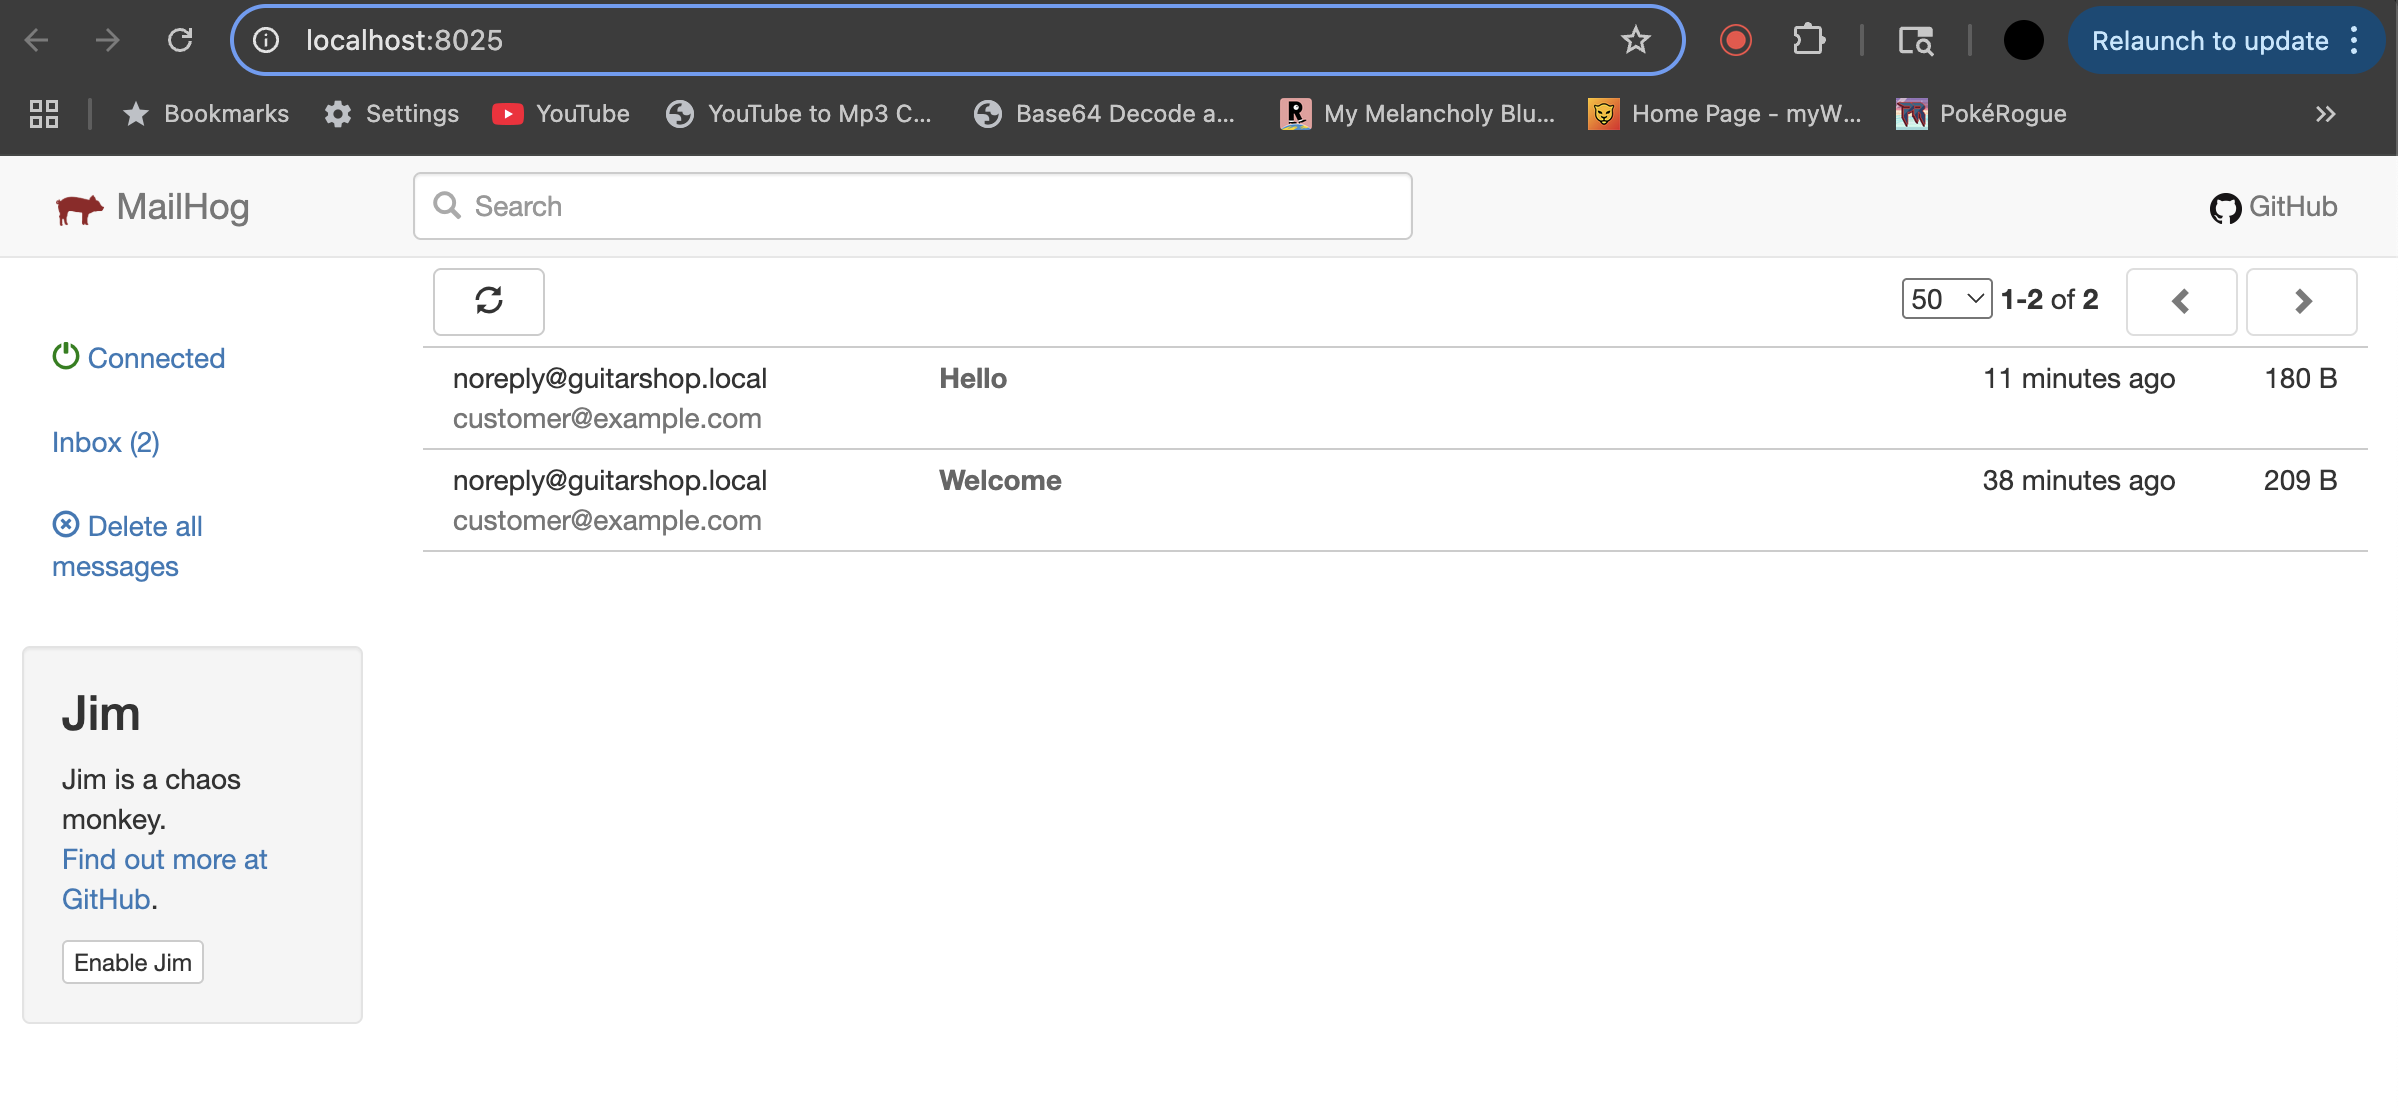 localhost:8025
Relaunch to update
Bookmarks
Settings
YouTube
YouTube to Mp3 C...
Base64 Decode a...
My Melancholy Blu...
Home Page - myW...
PokéRogue
MailHog
Search
GitHub
50
1-2 of 2
Connected
Inbox (2)
Delete all
messages
noreply@guitarshop.local Hello 11 minutes ago 180 B
customer@example.com
noreply@guitarshop.local Welcome 38 minutes ago 209 B
customer@example.com
Jim
Jim is a chaos
monkey.
Find out more at
GitHub.
Enable Jim